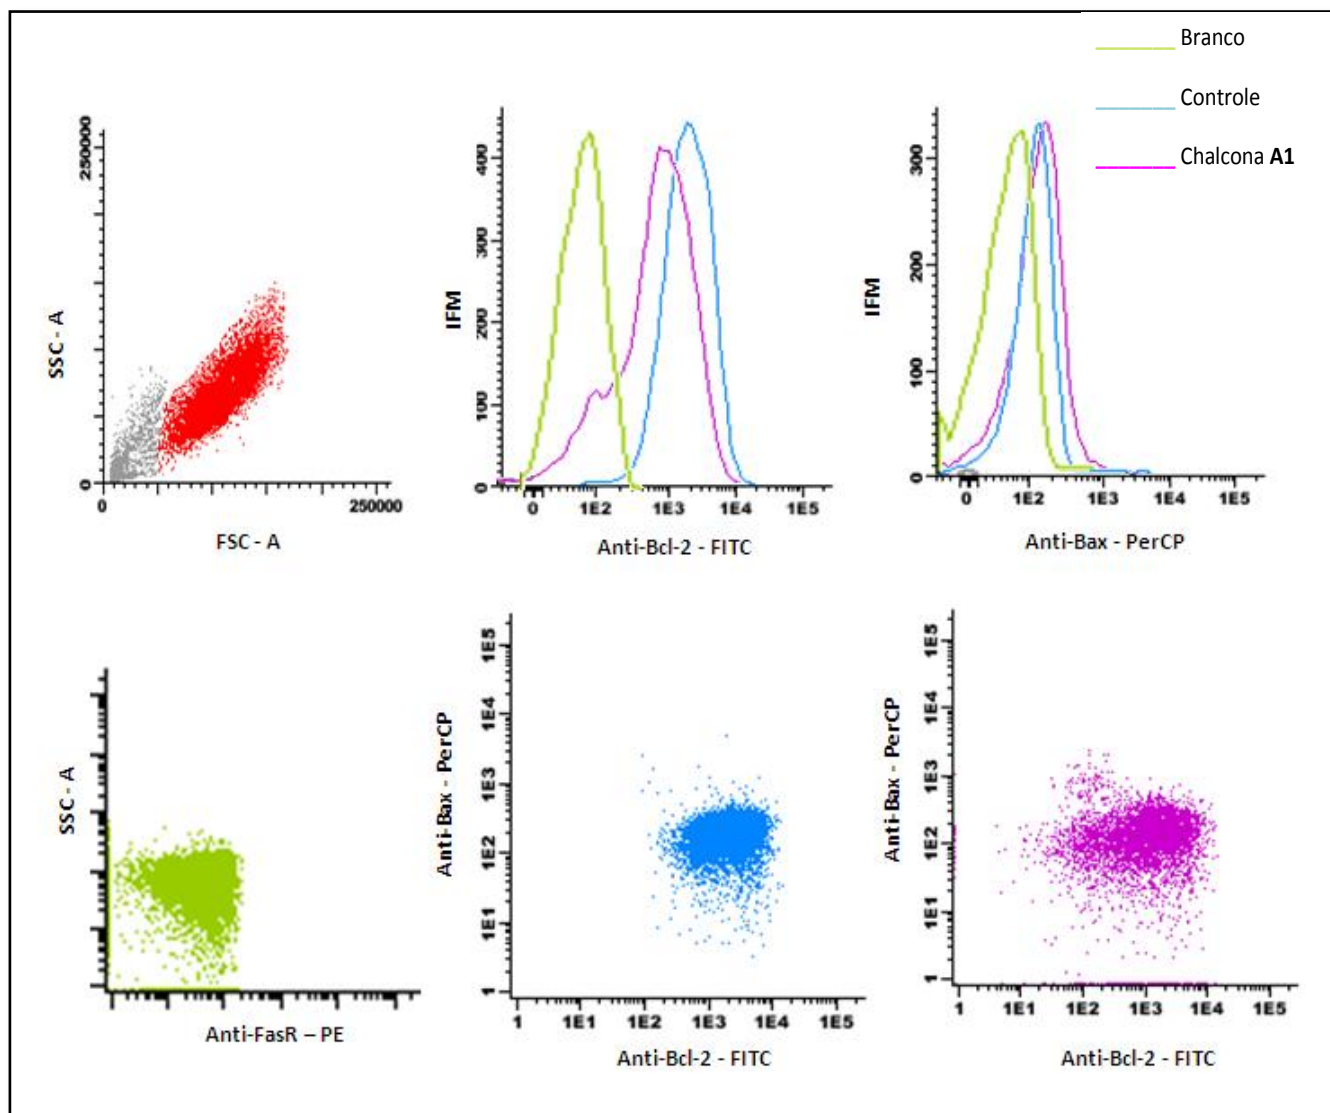 Branco
Controle
Chalcona A1
2500000
0
SSC - A
0
250000
FSC - A
400
300
200
100
0
IFM
0
1E2
1E3
1E4
1E5
Anti-Bcl-2 - FITC
300
200
100
0
IFM
0
1E2
1E3
1E4
1E5
Anti-Bax - PerCP
SSC - A
Anti-FasR – PE
1E5
1E4
1E3
1E2
1E1
1
Anti-Bax - PerCP
1
1E1
1E2
1E3
1E4
1E5
Anti-Bcl-2 - FITC
1E5
1E4
1E3
1E2
1E1
1
Anti-Bax - PerCP
1
1E1
1E2
1E3
1E4
1E5
Anti-Bcl-2 - FITC